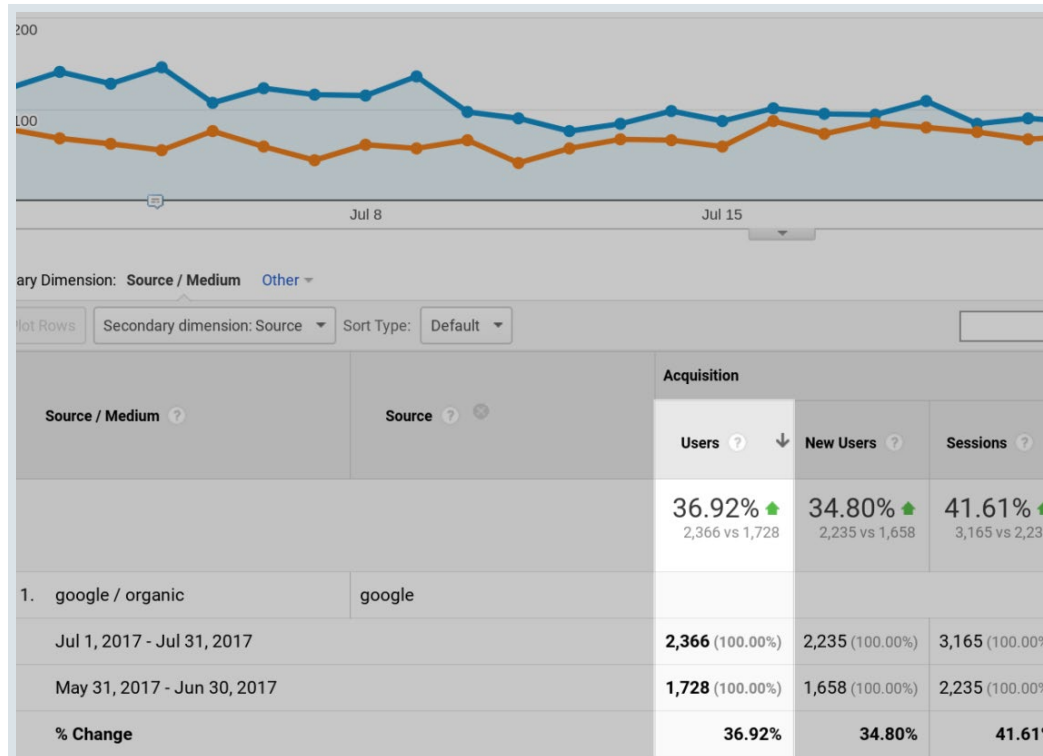 200
100
Jul 8 Jul 15
ary Dimension: Source / Medium Other
Plot Rows Secondary dimension: Source Sort Type: Default
Acquisition
Source / Medium ? Source ?
Users ? New Users ? Sessions ?
36.92% 34.80% 41.61%
2,366 vs 1,728 2,235 vs 1,658 3,165 vs 2,23
1. google / organic google
Jul 1, 2017 - Jul 31, 2017 2,366 (100.00%) 2,235 (100.00%) 3,165 (100.00%
May 31, 2017 - Jun 30, 2017 1,728 (100.00%) 1,658 (100.00%) 2,235 (100.00%
% Change 36.92% 34.80% 41.61%